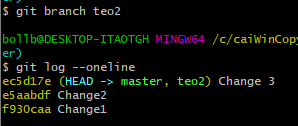 $ git branch teo2
bollb@DESKTOP-ITAOTGH MINGW64 /c/caiWinCopy
er)
$ git log --oneline
ec5d17e (HEAD -> master, teo2) Change 3
e5aabdf Change2
f930caa Change1